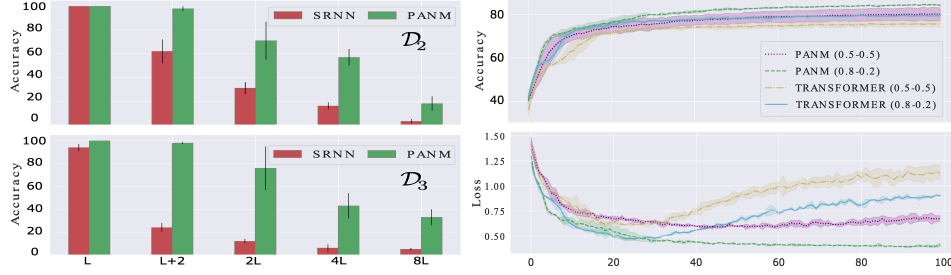 100
80
60
40
20
0
Accuracy
SRNN
PANM
D2
100
80
60
40
20
0
Accuracy
SRNN
PANM
D3
L
L+2
2L
4L
8L
80
60
40
Accuracy
PANM (0.5-0.5)
PANM (0.8-0.2)
TRANSFORMER (0.5-0.5)
TRANSFORMER (0.8-0.2)
1.50
1.25
1.00
0.75
0.50
Loss
0
20
40
60
80
100